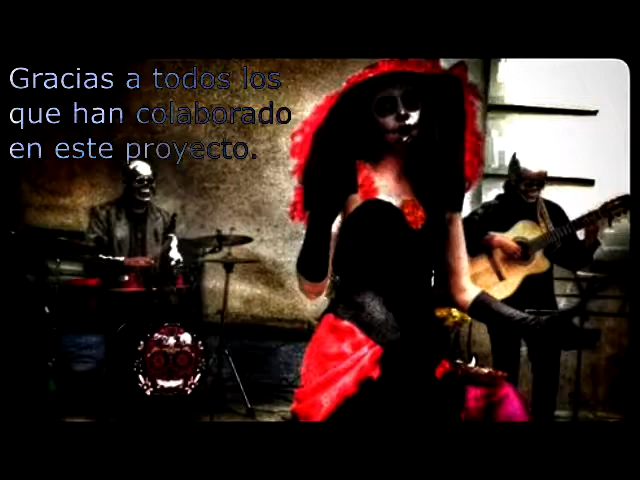 Gracias a todos los
que han colaborado
en este proyecto.